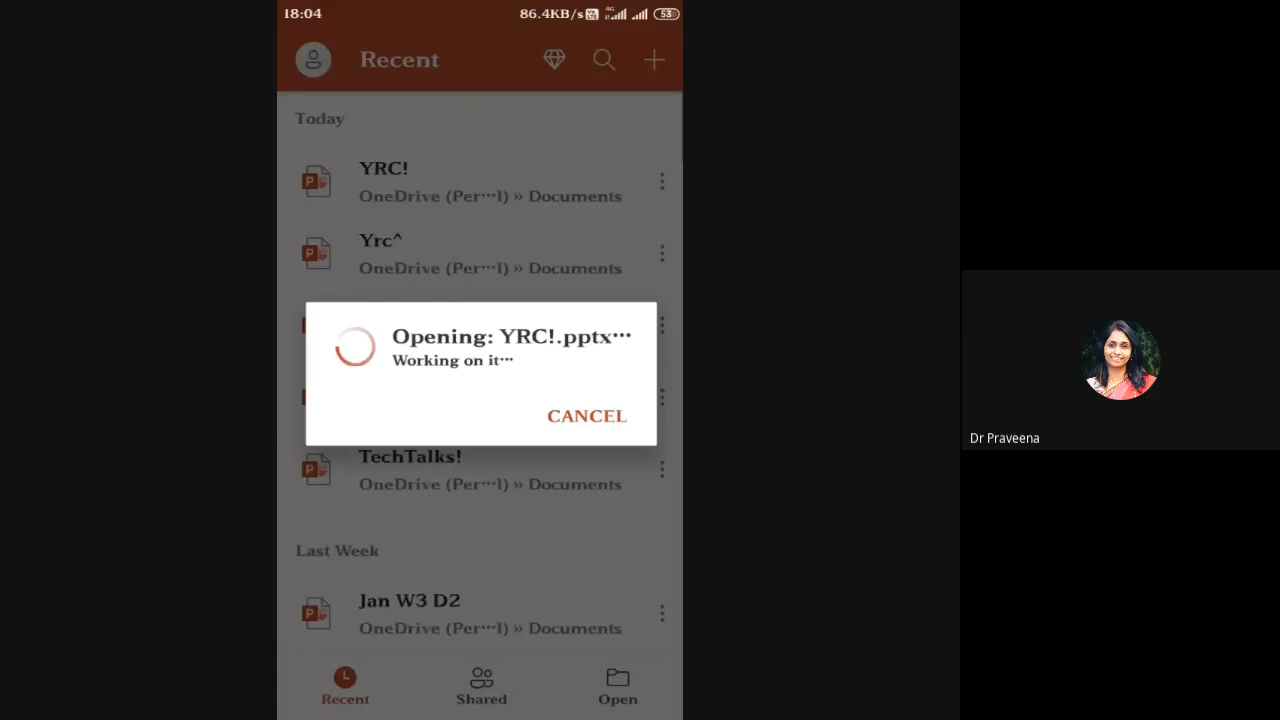 18:04
86.4KB/s
4G
53
Recent
Today
YRC!
OneDrive (Per···l) » Documents
Yrc^
OneDrive (Per···l) » Documents
Opening: YRC!.pptx···
Working on it···
CANCEL
TechTalks!
OneDrive (Per···l) » Documents
Last Week
Jan W3 D2
OneDrive (Per···l) » Documents
Recent
Shared
Open
Dr Praveena